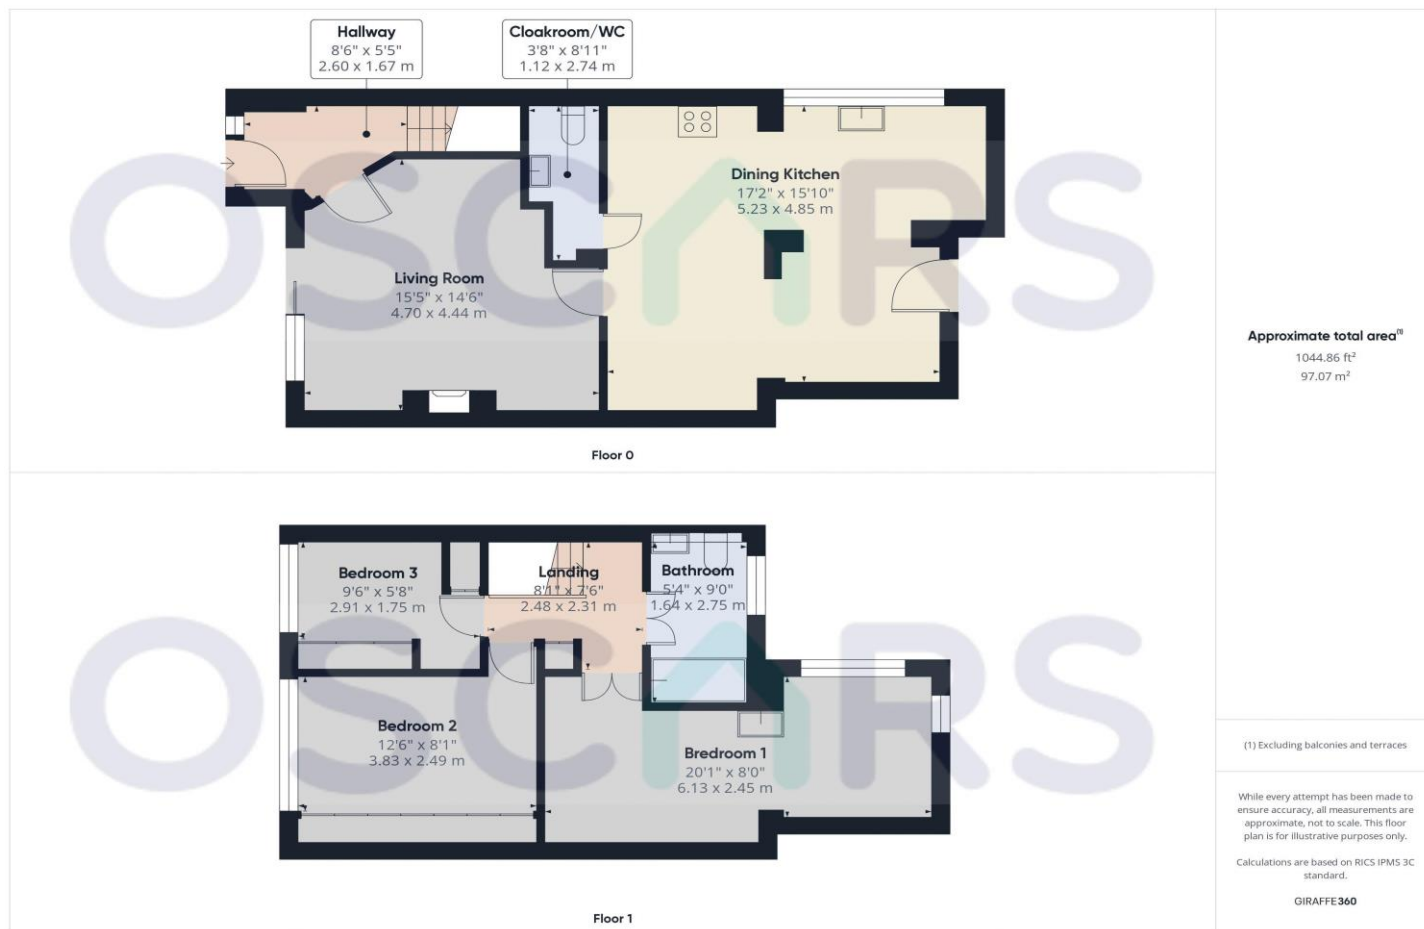 Hallway
8'6" x 5'5"
2.60 x 1.67 m
Cloakroom/WC
3'8" x 8'11"
1.12 x 2.74 m
Dining Kitchen
17'2" x 15'10"
5.23 x 4.85 m
Living Room
15'5" x 14'6"
4.70 x 4.44 m
OSCARS
Floor 0
Approximate total area(1)
1044.86 ft²
97.07 m²
Bedroom 3
9'6" x 5'8"
2.91 x 1.75 m
Landing
8'1" x 7'6"
2.48 x 2.31 m
Bathroom
5'4" x 9'0"
1.64 x 2.75 m
Bedroom 2
12'6" x 8'1"
3.83 x 2.49 m
Bredroom 1
20'1" x 8'0"
6.13 x 2.45 m
OSCARS
Floor 1
(1) Excluding balconies and terraces
While every attempt has been made to
ensure accuracy, all measurements are
approximate, not to scale. This floor
plan is for illustrative purposes only.
Calculations are based on RICS IPMS 3C
standard.
GIRAFFE360